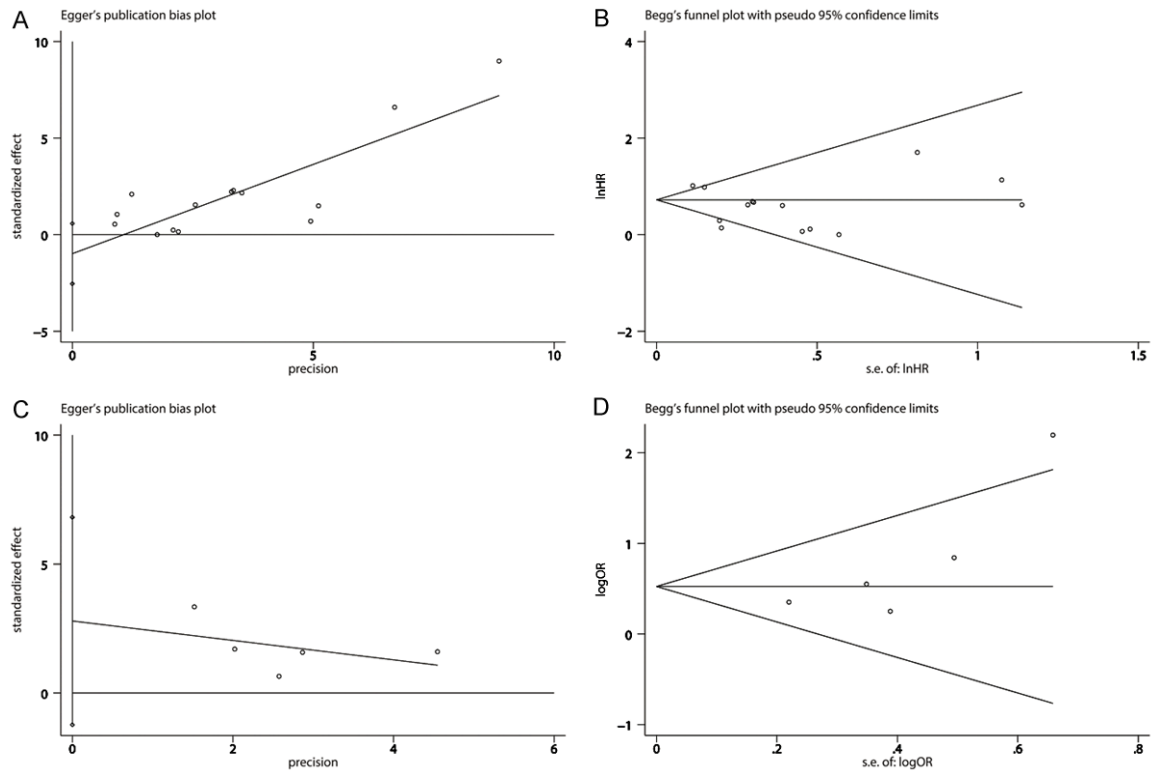 A
Egger's publication bias plot
10
5
0
−5
standardized effect
0
5
10
precision
B
Begg's funnel plot with pseudo 95% confidence limits
4
2
0
−2
lnHR
0
.5
1
1.5
s.e. of: lnHR
C
Egger's publication bias plot
10
5
0
standardized effect
0
2
4
6
precision
D
Begg's funnel plot with pseudo 95% confidence limits
2
1
0
−1
logOR
0
.2
.4
.6
.8
s.e. of: logOR